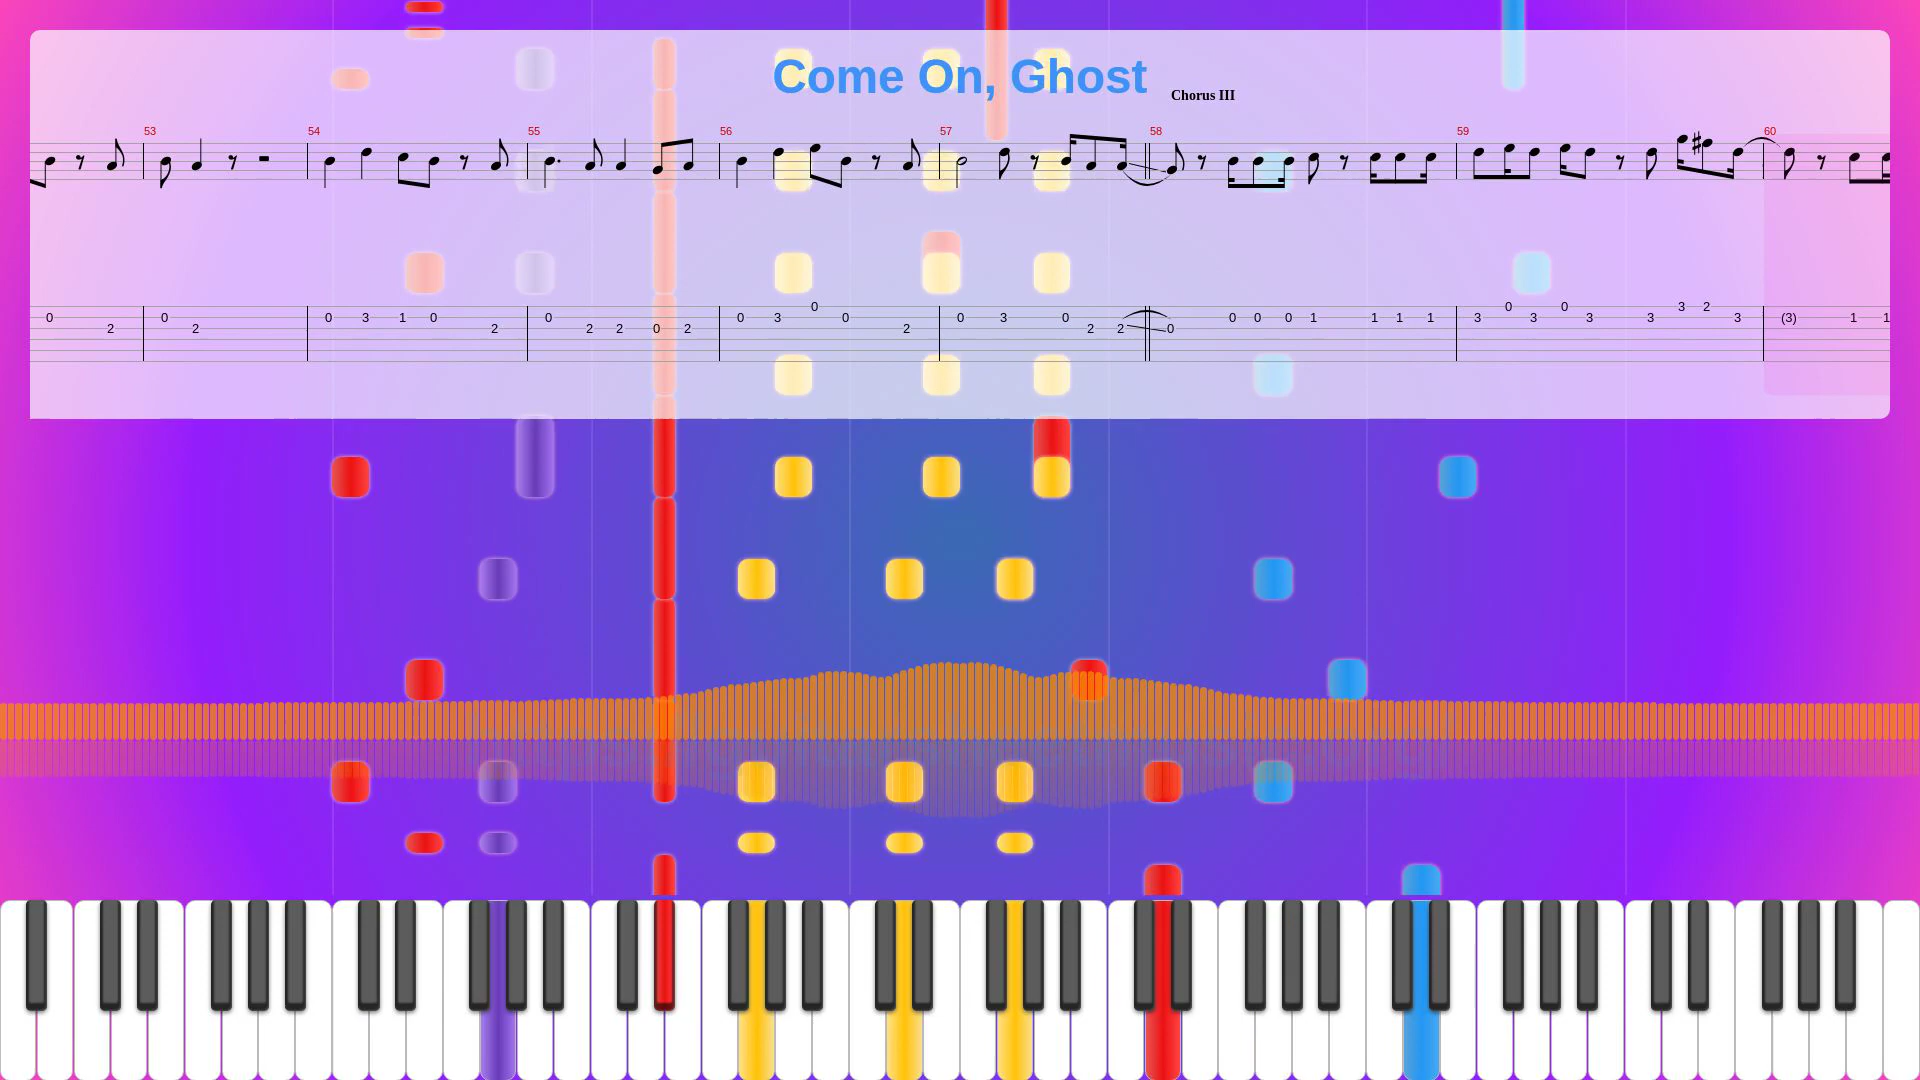 Come On, Ghost
Chorus III
53 54 55 56 57 58 59 60
0 2 0 2 0 3 1 0 2 0 2 2 0 2 0 3 0 0 2 0 3 0 2 2 0 0 0 0 1 1 1 1 3 0 3 0 3 3 3 2 3 (3) 1 1